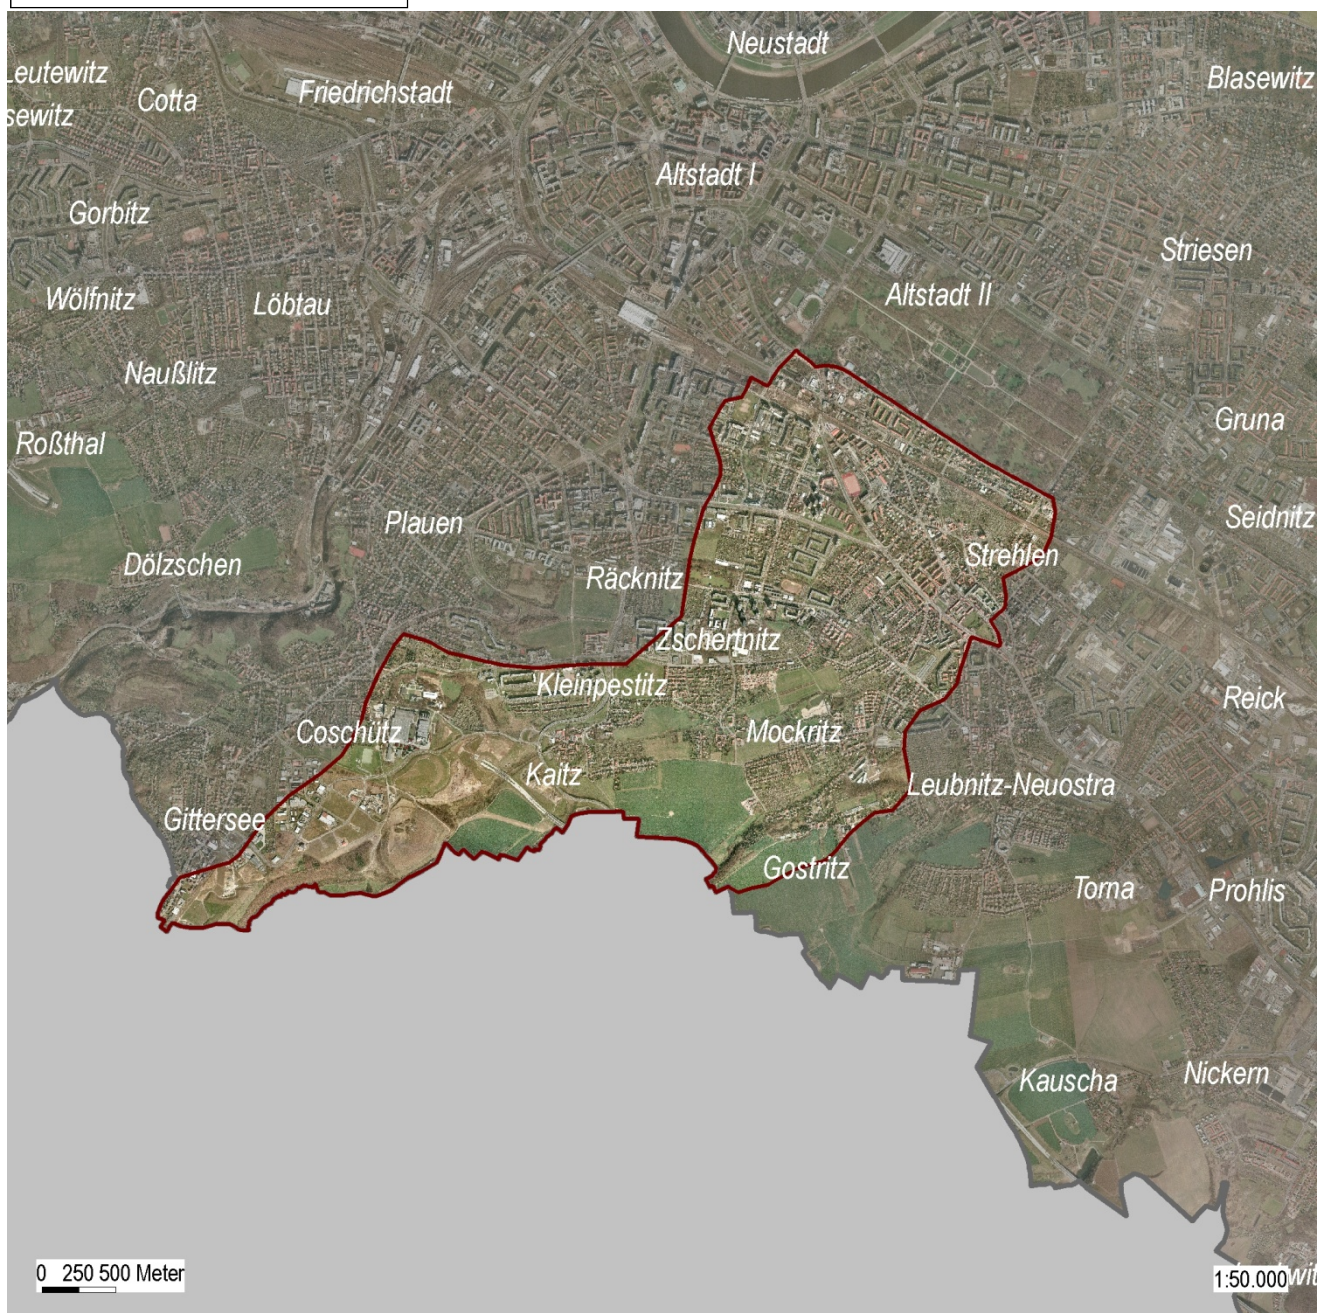 Neustadt
Leutewitz
Cotta
Friedrichstadt
Blasewitz
sewitz
Altstadt I
Gorbitz
Striesen
Wölfnitz
Löbtau
Altstadt II
Naußlitz
Gruna
Roßthal
Plauen
Seidnitz
Dölzschen
Räcknitz
Strehlen
Zschertnitz
Kleinpestitz
Reick
Coschütz
Mockritz
Kaitz
Leubnitz-Neuostra
Gittersee
Gostritz
Torna
Prohlis
Kauscha
Nickern
0 250 500 Meter
1:50.000